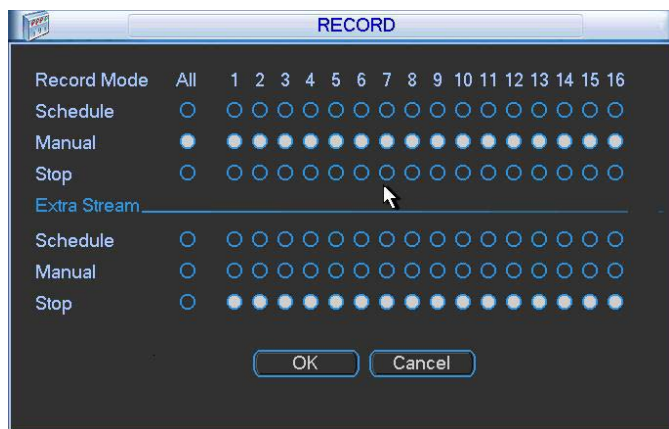 RECORD
Record Mode All 1 2 3 4 5 6 7 8 9 10 11 12 13 14 15 16
Schedule
Manual
Stop
Extra Stream
Schedule
Manual
Stop
OK Cancel